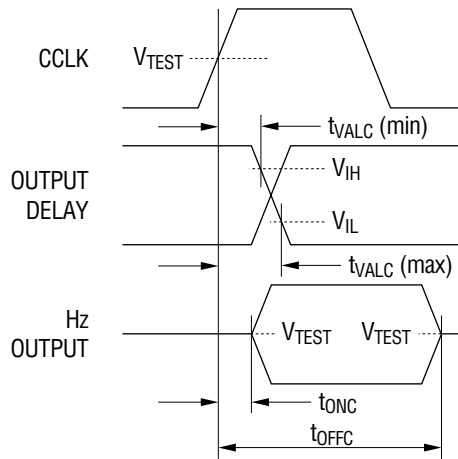 CCLK
VTEST
tVALC (min)
OUTPUT
DELAY
VIH
VIL
tVALC (max)
Hz
OUTPUT
VTEST VTEST
tONC
tOFFC